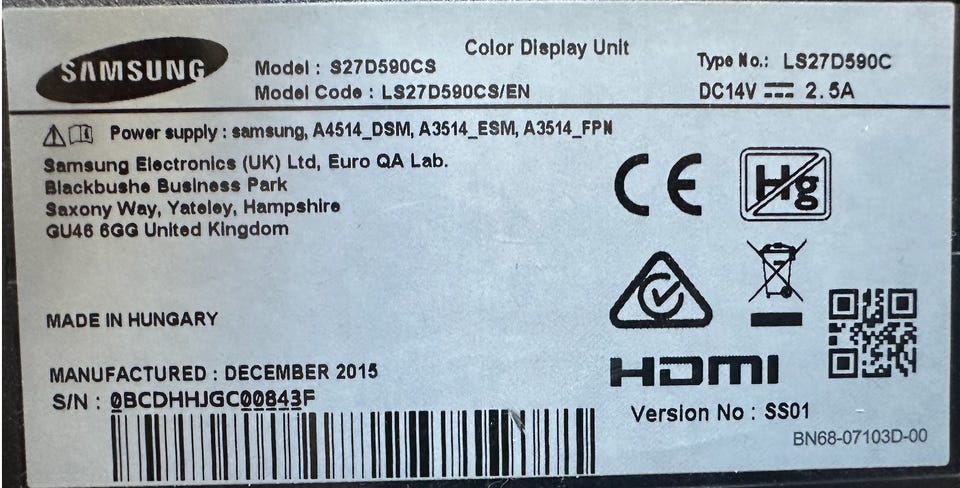 SAMSUNG
Color Display Unit
Model : S27D590CS
Type No.: LS27D590C
Model Code : LS27D590CS/EN
DC14V ⎓ 2.5A
Power supply : samsung, A4514_DSM, A3514_ESM, A3514_FPN
Samsung Electronics (UK) Ltd, Euro QA Lab.
Blackbushe Business Park
Saxony Way, Yateley, Hampshire
GU46 6GG United Kingdom
CE
Hg
MADE IN HUNGARY
MANUFACTURED : DECEMBER 2015
S/N : 0BCDHHJGC00843F
HDMI
Version No : SS01
BN68-07103D-00